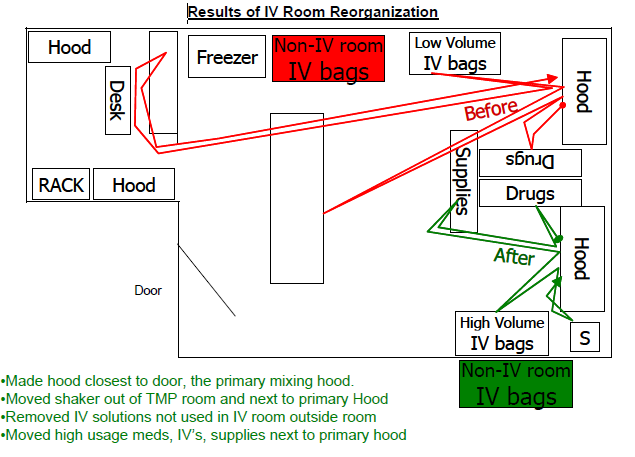 Results of IV Room Reorganization
Hood
Freezer
Non-IV room
IV bags
Low Volume
IV bags
Hood
Desk
Before
Supplies
Drugs
Drugs
RACK
Hood
Hood
After
Door
High Volume
IV bags
S
Non-IV room
IV bags
•Made hood closest to door, the primary mixing hood.
•Moved shaker out of TMP room and next to primary Hood
•Removed IV solutions not used in IV room outside room
•Moved high usage meds, IV's, supplies next to primary hood